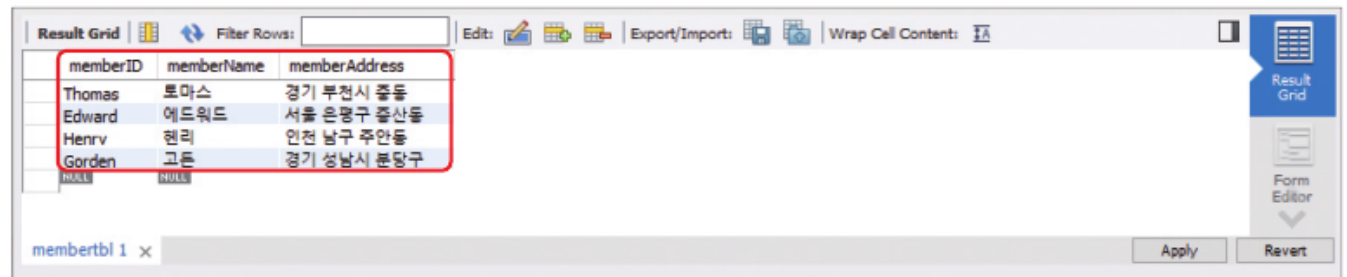 Result Grid Filter Rows: Edit: Export/Import: Wrap Cell Content:
memberID memberName memberAddress
Thomas 토마스 경기 부천시 중동
Edward 에드워드 서울 은평구 증산동
Henry 헨리 인천 남구 주안동
Gorden 고든 경기 성남시 분당구
NULL NULL
Result
Grid
Form
Editor
membertbl 1
Apply Revert